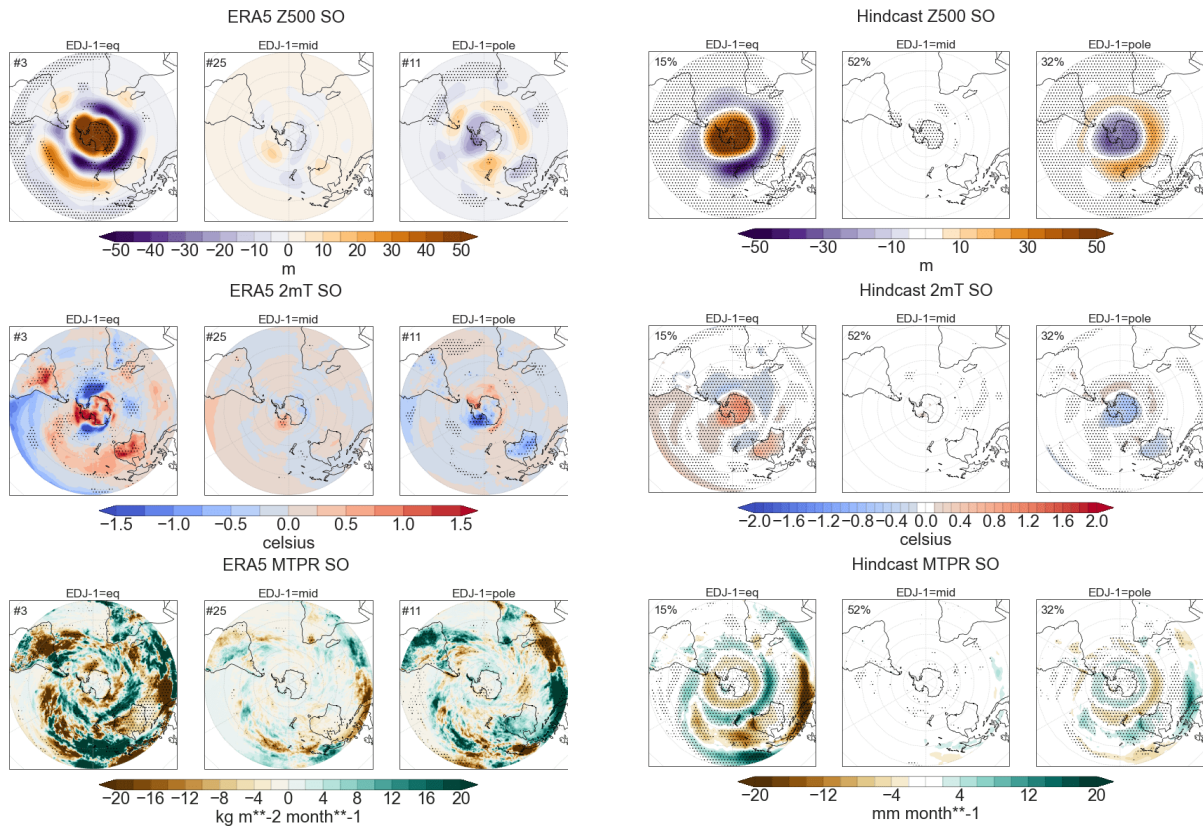 ERA5 Z500 SO
Hindcast Z500 SO
EDJ-1=eq EDJ-1=mid EDJ-1=pole
EDJ-1=eq EDJ-1=mid EDJ-1=pole
#3 #25 #11
15% 52% 32%
−50 −40 −30 −20 −10 0 10 20 30 40 50
m
−50 −30 −10 10 30 50
m
ERA5 2mT SO
Hindcast 2mT SO
EDJ-1=eq EDJ-1=mid EDJ-1=pole
EDJ-1=eq EDJ-1=mid EDJ-1=pole
#3 #25 #11
15% 52% 32%
−1.5 −1.0 −0.5 0.0 0.5 1.0 1.5
celsius
−2.0 −1.6 −1.2 −0.8 −0.4 0.0 0.4 0.8 1.2 1.6 2.0
celsius
ERA5 MTPR SO
Hindcast MTPR SO
EDJ-1=eq EDJ-1=mid EDJ-1=pole
EDJ-1=eq EDJ-1=mid EDJ-1=pole
#3 #25 #11
15% 52% 32%
−20 −16 −12 −8 −4 0 4 8 12 16 20
kg m**-2 month**-1
−20 −12 −4 4 12 20
mm month**-1